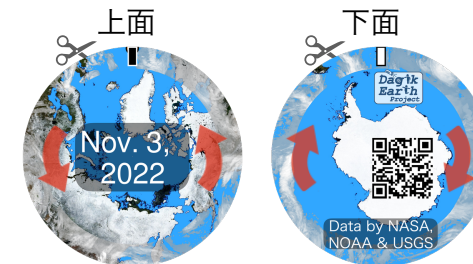 上面
下面
Nov. 3,
2022
Dagik
Earth
Project
Data by NASA,
NOAA & USGS